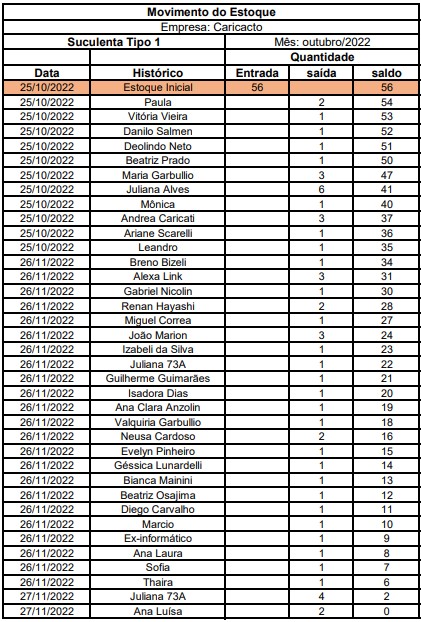 Movimento do Estoque
Empresa: Caricacto
Suculenta Tipo 1 Mês: outubro/2022
Quantidade
Data Histórico Entrada saída saldo
25/10/2022 Estoque Inicial 56 56
25/10/2022 Paula 2 54
25/10/2022 Vitória Vieira 1 53
25/10/2022 Danilo Salmen 1 52
25/10/2022 Deolindo Neto 1 51
25/10/2022 Beatriz Prado 1 50
25/10/2022 Maria Garbullio 3 47
25/10/2022 Juliana Alves 6 41
25/10/2022 Mônica 1 40
25/10/2022 Andrea Caricati 3 37
25/10/2022 Ariane Scarelli 1 36
25/10/2022 Leandro 1 35
26/11/2022 Breno Bizeli 1 34
26/11/2022 Alexa Link 3 31
26/11/2022 Gabriel Nicolin 1 30
26/11/2022 Renan Hayashi 2 28
26/11/2022 Miguel Correa 1 27
26/11/2022 João Marion 3 24
26/11/2022 Izabeli da Silva 1 23
26/11/2022 Juliana 73A 1 22
26/11/2022 Guilherme Guimarães 1 21
26/11/2022 Isadora Dias 1 20
26/11/2022 Ana Clara Anzolin 1 19
26/11/2022 Valquiria Garbullio 1 18
26/11/2022 Neusa Cardoso 2 16
26/11/2022 Evelyn Pinheiro 1 15
26/11/2022 Géssica Lunardelli 1 14
26/11/2022 Bianca Mainini 1 13
26/11/2022 Beatriz Osajima 1 12
26/11/2022 Diego Carvalho 1 11
26/11/2022 Marcio 1 10
26/11/2022 Ex-informático 1 9
26/11/2022 Ana Laura 1 8
26/11/2022 Sofia 1 7
26/11/2022 Thaira 1 6
27/11/2022 Juliana 73A 4 2
27/11/2022 Ana Luísa 2 0